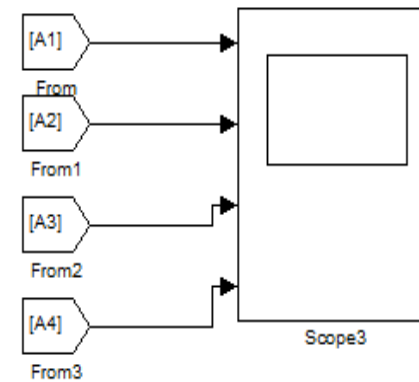 [A1]
From
[A2]
From1
[A3]
From2
[A4]
From3
Scope3